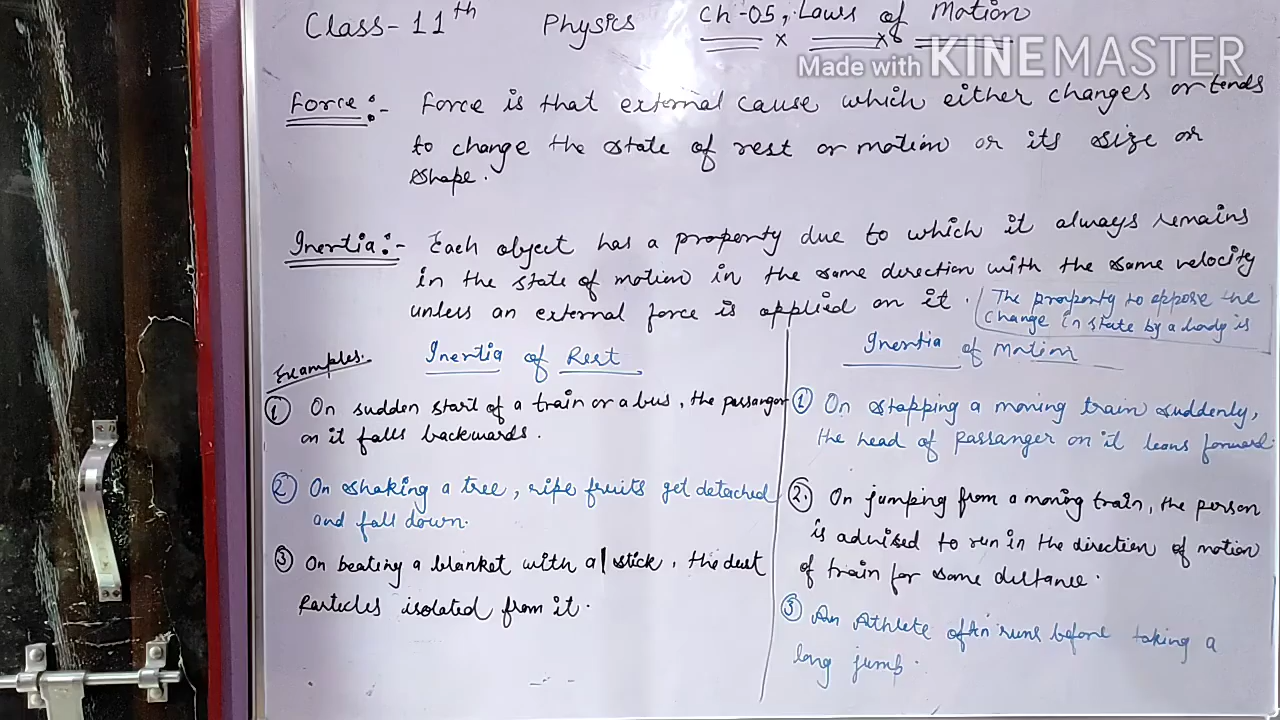 Class-11th Physics Ch-05, Laws of Motion
Made with KINEMASTER
Force:- Force is that external cause which either changes or tends
to change the state of rest or motion or its size or
shape.
Inertia:- Each object has a property due to which it always remains
in the state of motion in the same direction with the same velocity
unless an external force is applied on it.
The property to oppose the
change in state by a body is
Examples.
Inertia of Rest
① On sudden start of a train or a bus, the passanger
on it falls backwards.
② On shaking a tree, ripe fruits get detached
and fall down.
③ On beating a blanket with a stick, the dust
Particles isolated from it.
Inertia of Motion
① On stopping a moving train suddenly,
the head of passanger on it leans forward.
②. On jumping from a moving train, the person
is advised to run in the direction of motion
of train for some distance.
③ An Athlete often runs before taking a
long jump.